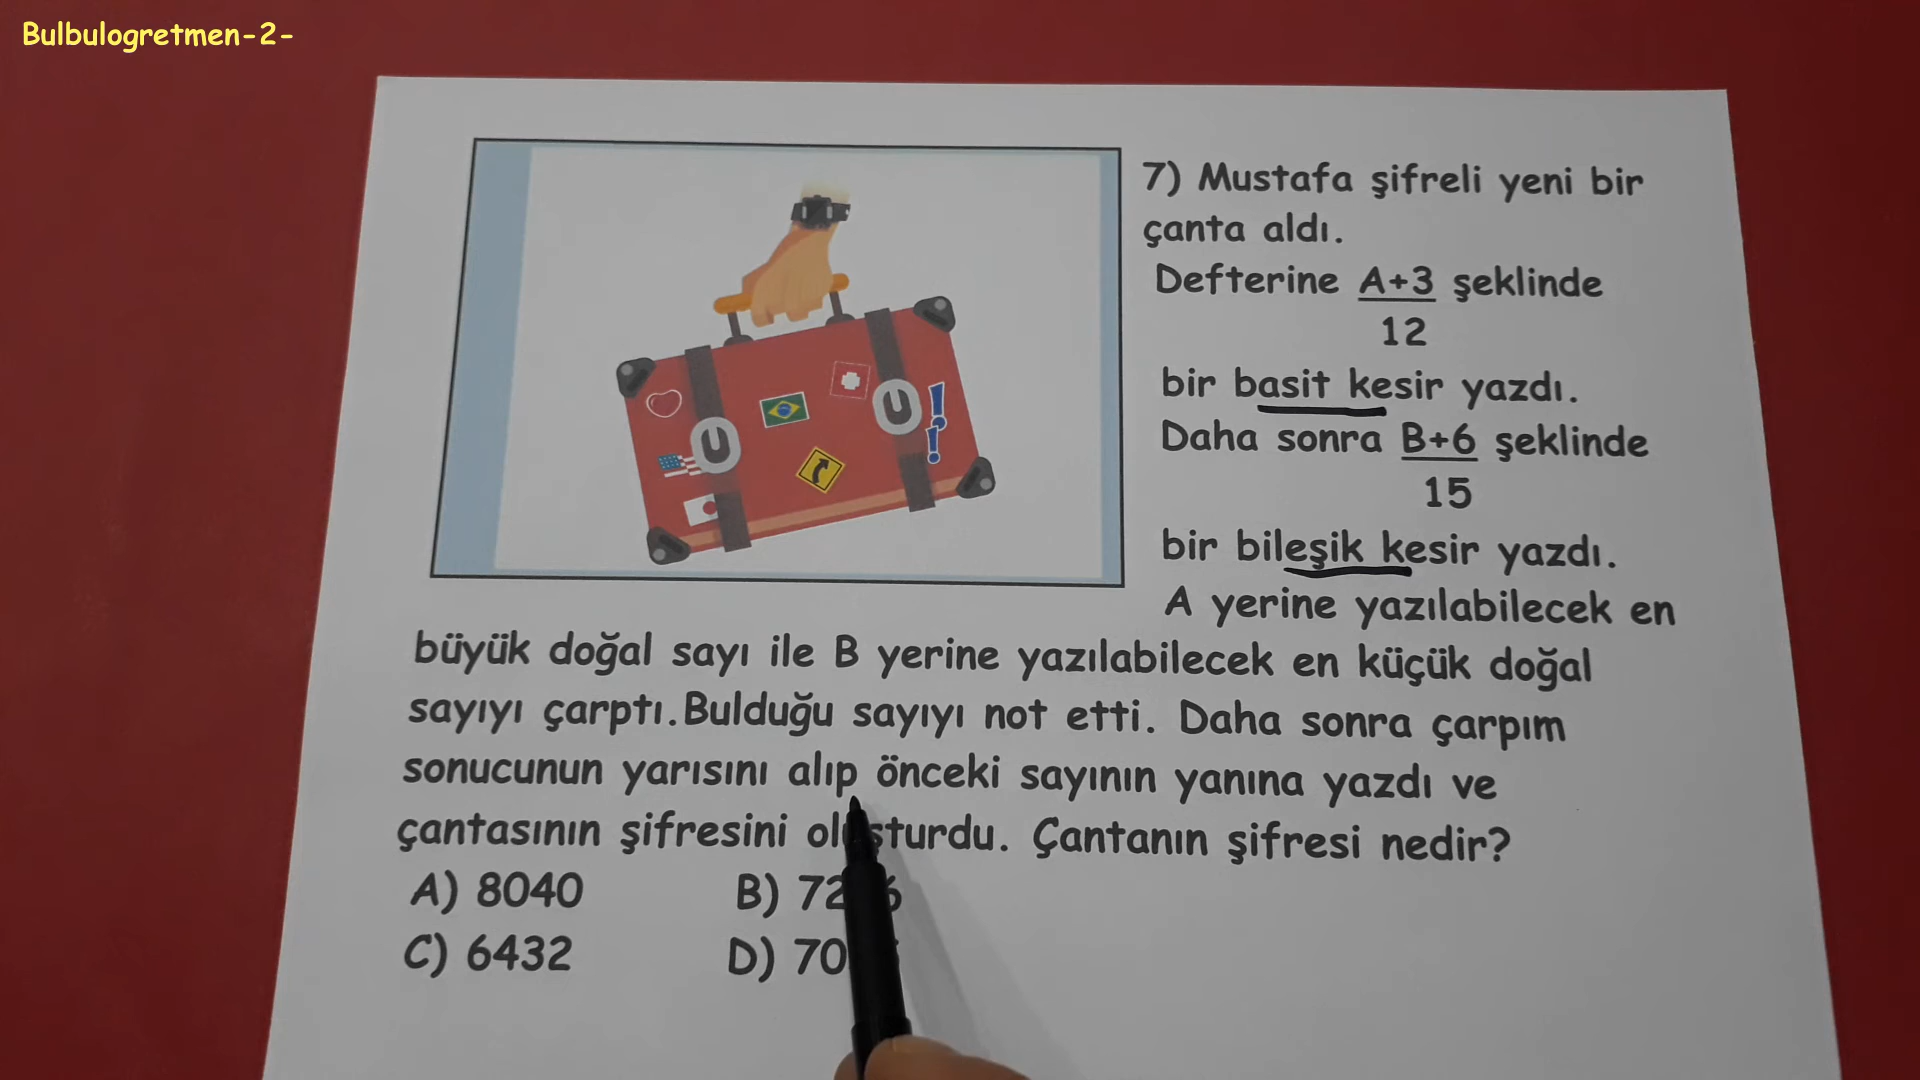 Bulbulogretmen-2-
7) Mustafa şifreli yeni bir
çanta aldı.
Defterine A+3 şeklinde
12
bir basit kesir yazdı.
Daha sonra B+6 şeklinde
15
bir bileşik kesir yazdı.
A yerine yazılabilecek en
büyük doğal sayı ile B yerine yazılabilecek en küçük doğal
sayıyı çarptı.Bulduğu sayıyı not etti. Daha sonra çarpım
sonucunun yarısını alıp önceki sayının yanına yazdı ve
çantasının şifresini oluşturdu. Çantanın şifresi nedir?
A) 8040 B)
C) 6432 D)